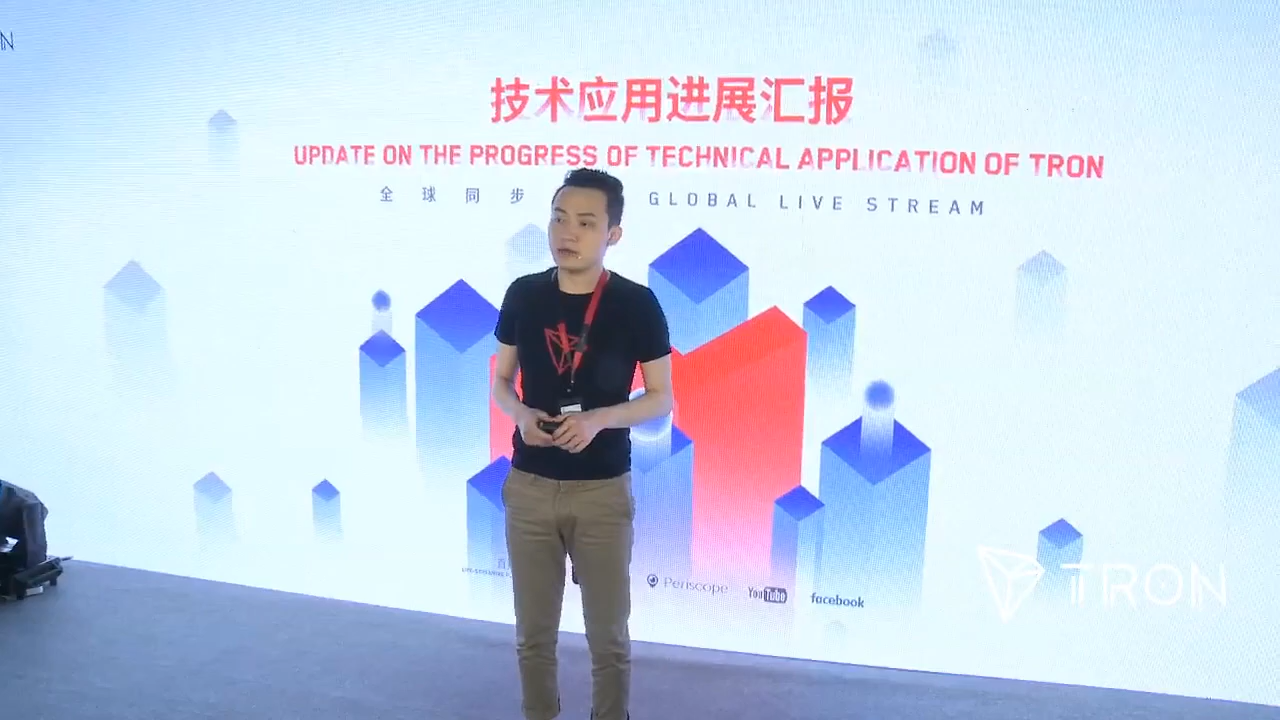 N
技术应用进展汇报
UPDATE ON THE PROGRESS OF TECHNICAL APPLICATION OF TRON
全球同步 GLOBAL LIVE STREAM
Periscope YouTube facebook
TRON